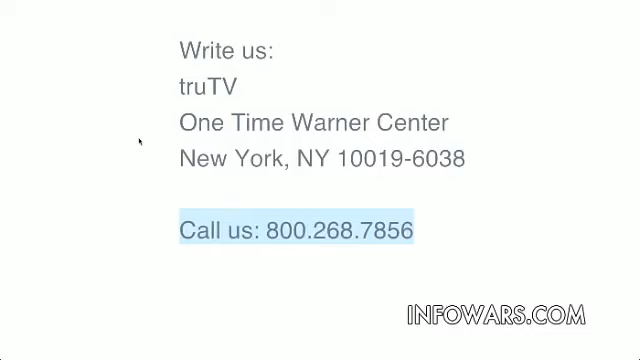 Write us:
truTV
One Time Warner Center
New York, NY 10019-6038
Call us: 800.268.7856
INFOWARS.COM